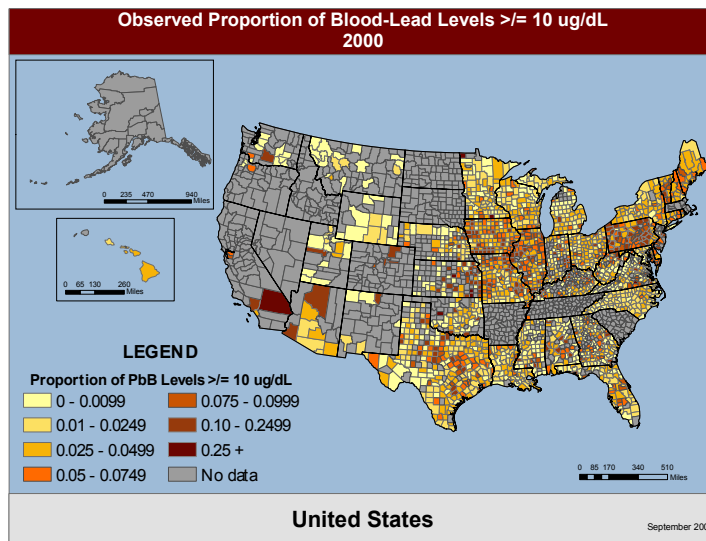 Observed Proportion of Blood-Lead Levels >/= 10 ug/dL
2000
0 235 470 940
Miles
0 65 130 260
Miles
LEGEND
Proportion of PbB Levels >/= 10 ug/dL
0 - 0.0099
0.01 - 0.0249
0.025 - 0.0499
0.05 - 0.0749
0.075 - 0.0999
0.10 - 0.2499
0.25 +
No data
0 85 170 340 510
Miles
United States
September 200